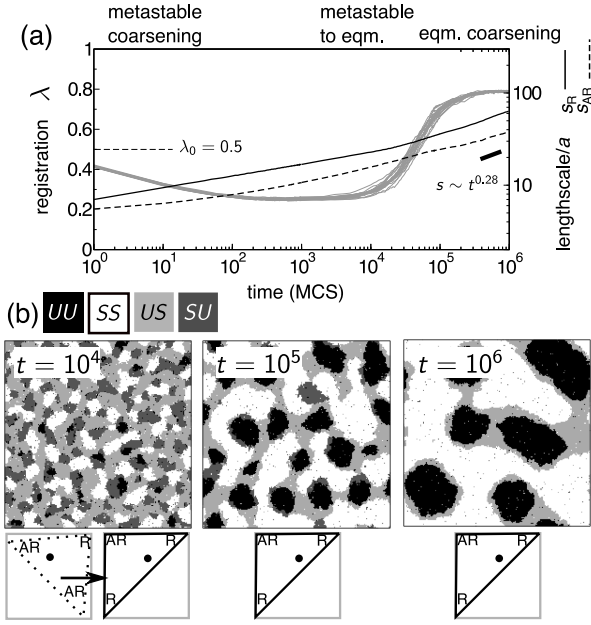 metastable coarsening
metastable to eqm.
eqm. coarsening
(a)
registration λ
1
0.8
0.6
0.4
0.2
0
λ₀ = 0.5
s ~ t^0.28
100
10
lengthscale/a
s_R
s_AR
10⁰ 10¹ 10² 10³ 10⁴ 10⁵ 10⁶
time (MCS)
(b)
UU SS US SU
t = 10⁴
t = 10⁵
t = 10⁶
AR R
AR
AR R
R
AR R
R
AR R
R